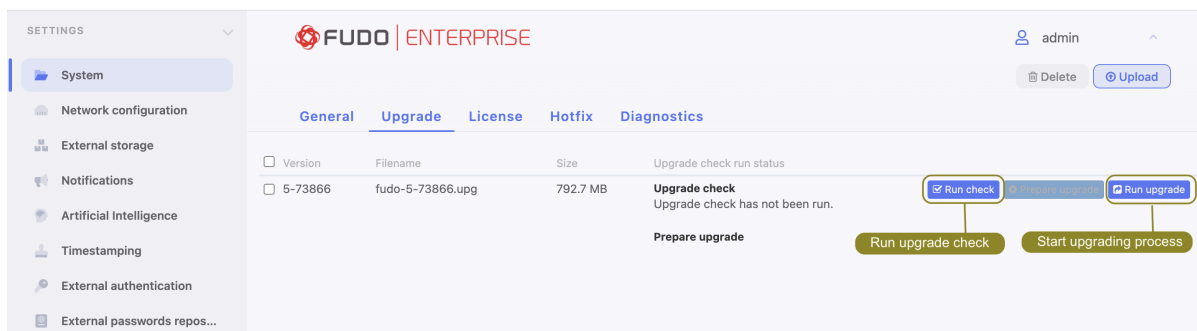 SETTINGS
FUDO ENTERPRISE
admin
System
Delete
Upload
Network configuration
General Upgrade License Hotfix Diagnostics
External storage
Version Filename Size Upgrade check run status
Notifications
5-73866 fudo-5-73866.upg 792.7 MB Upgrade check
Run check Prepare upgrade Run upgrade
Upgrade check has not been run.
Artificial Intelligence
Prepare upgrade
Run upgrade check
Start upgrading process
Timestamping
External authentication
External passwords repos...